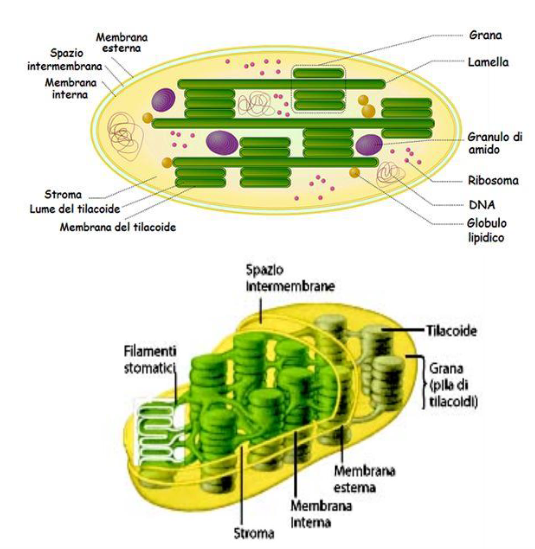 Membrana
esterna
Spazio
intermembrana
Membrana
interna
Stroma
Lume del tilacoide
Membrana del tilacoide
Grana
Lamella
Granulo di
amido
Ribosoma
DNA
Globulo
lipidico
Spazio
Intermembrane
Filamenti
stomatici
Tilacoide
Grana
(pila di
tilacoidi)
Membrana
esterna
Membrana
Interna
Stroma